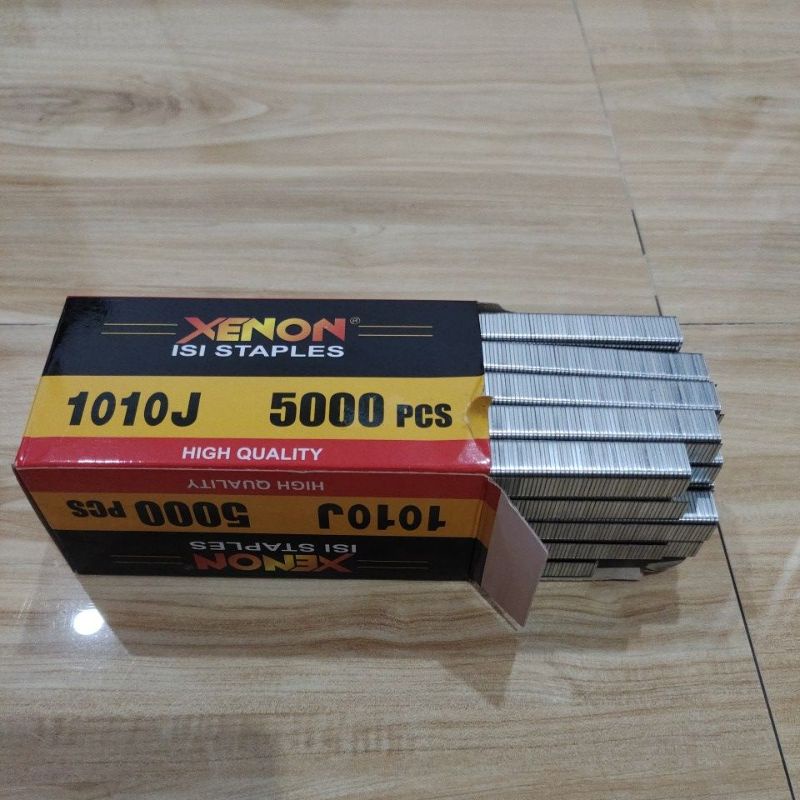 XENON®
ISI STAPLES
1010J 5000 PCS
HIGH QUALITY
HIGH QUALITY
1010J 5000 PCS
XENON
ISI STAPLES